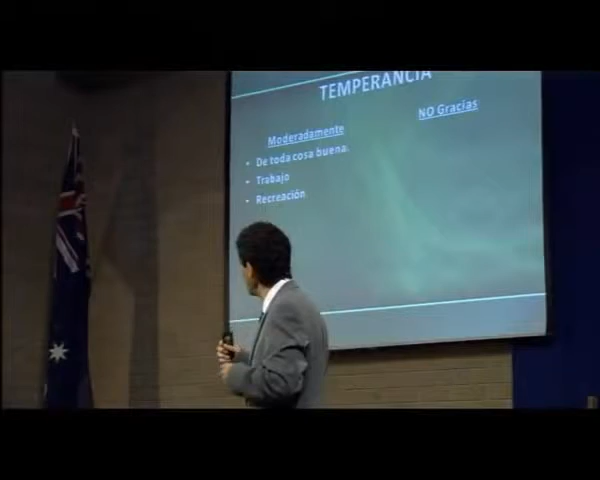 TEMPERANCIA
NO Gracias
Moderadamente
• De toda cosa buena.
• Trabajo
• Recreación